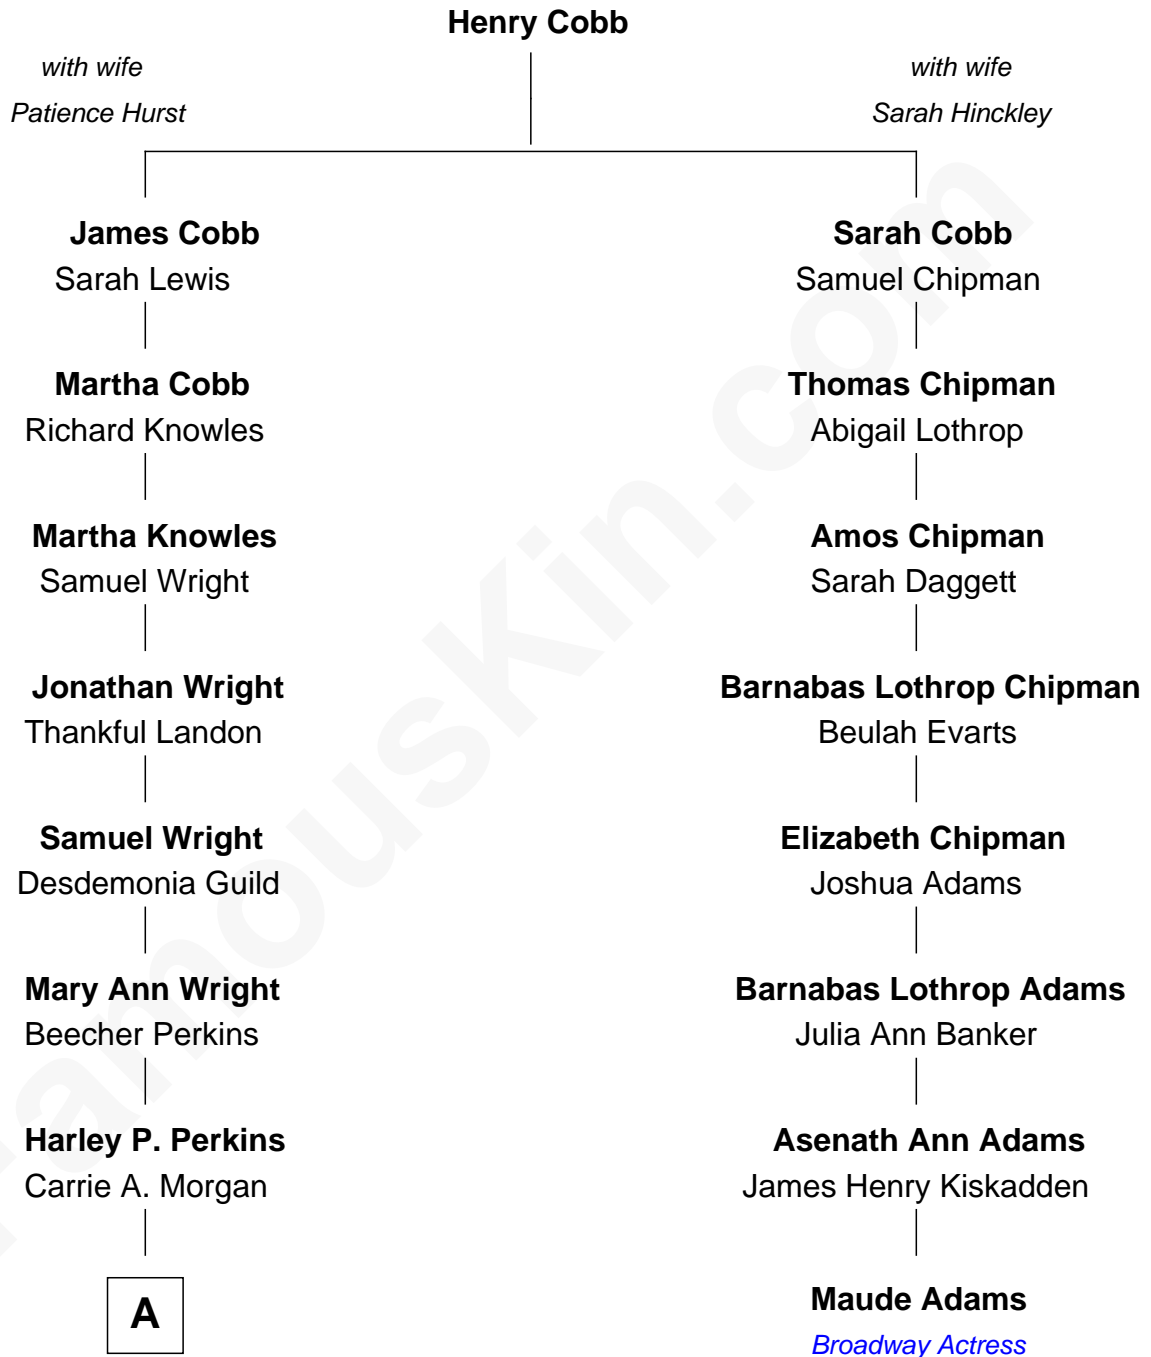 Henry Cobb
with wife
Patience Hurst
with wife
Sarah Hinckley
James Cobb
Sarah Lewis
Martha Cobb
Richard Knowles
Martha Knowles
Samuel Wright
Jonathan Wright
Thankful Landon
Samuel Wright
Desdemonia Guild
Mary Ann Wright
Beecher Perkins
Harley P. Perkins
Carrie A. Morgan
A
Sarah Cobb
Samuel Chipman
Thomas Chipman
Abigail Lothrop
Amos Chipman
Sarah Daggett
Barnabas Lothrop Chipman
Beulah Evarts
Elizabeth Chipman
Joshua Adams
Barnabas Lothrop Adams
Julia Ann Banker
Asenath Ann Adams
James Henry Kiskadden
Maude Adams
Broadway Actress
FamousKin.com